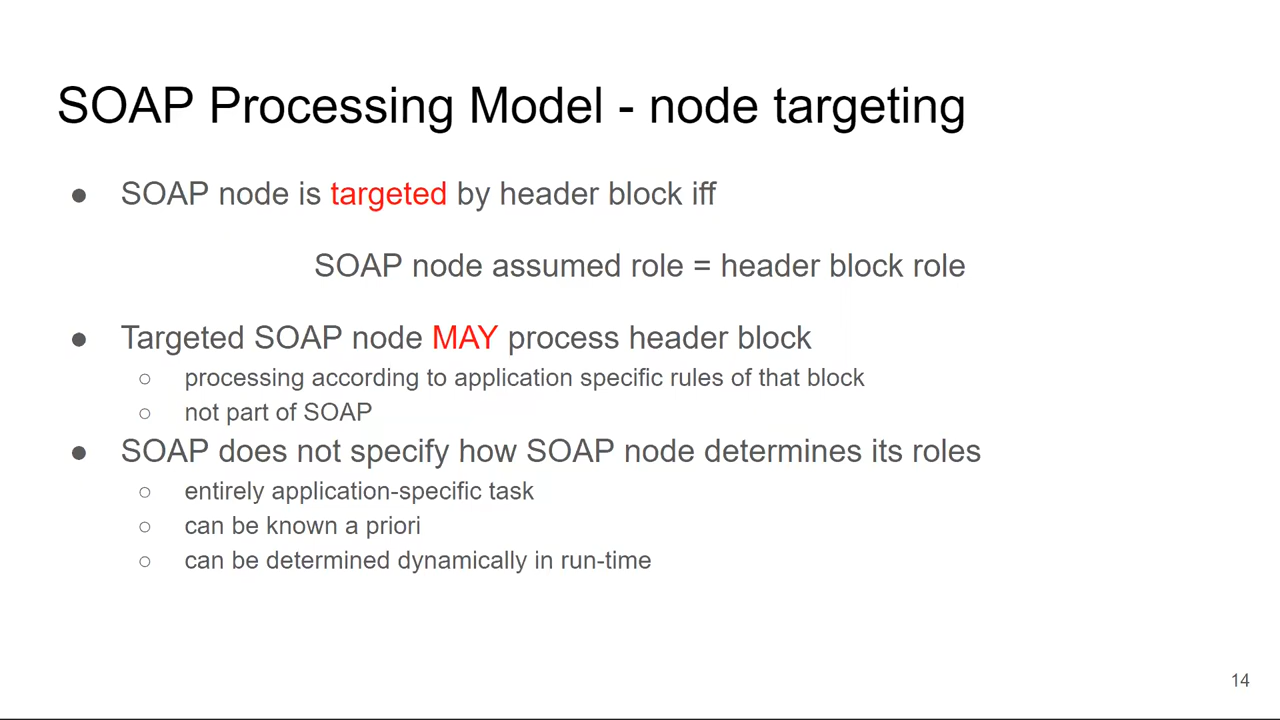 SOAP Processing Model - node targeting
● SOAP node is targeted by header block iff
SOAP node assumed role = header block role
● Targeted SOAP node MAY process header block
○ processing according to application specific rules of that block
○ not part of SOAP
● SOAP does not specify how SOAP node determines its roles
○ entirely application-specific task
○ can be known a priori
○ can be determined dynamically in run-time
14